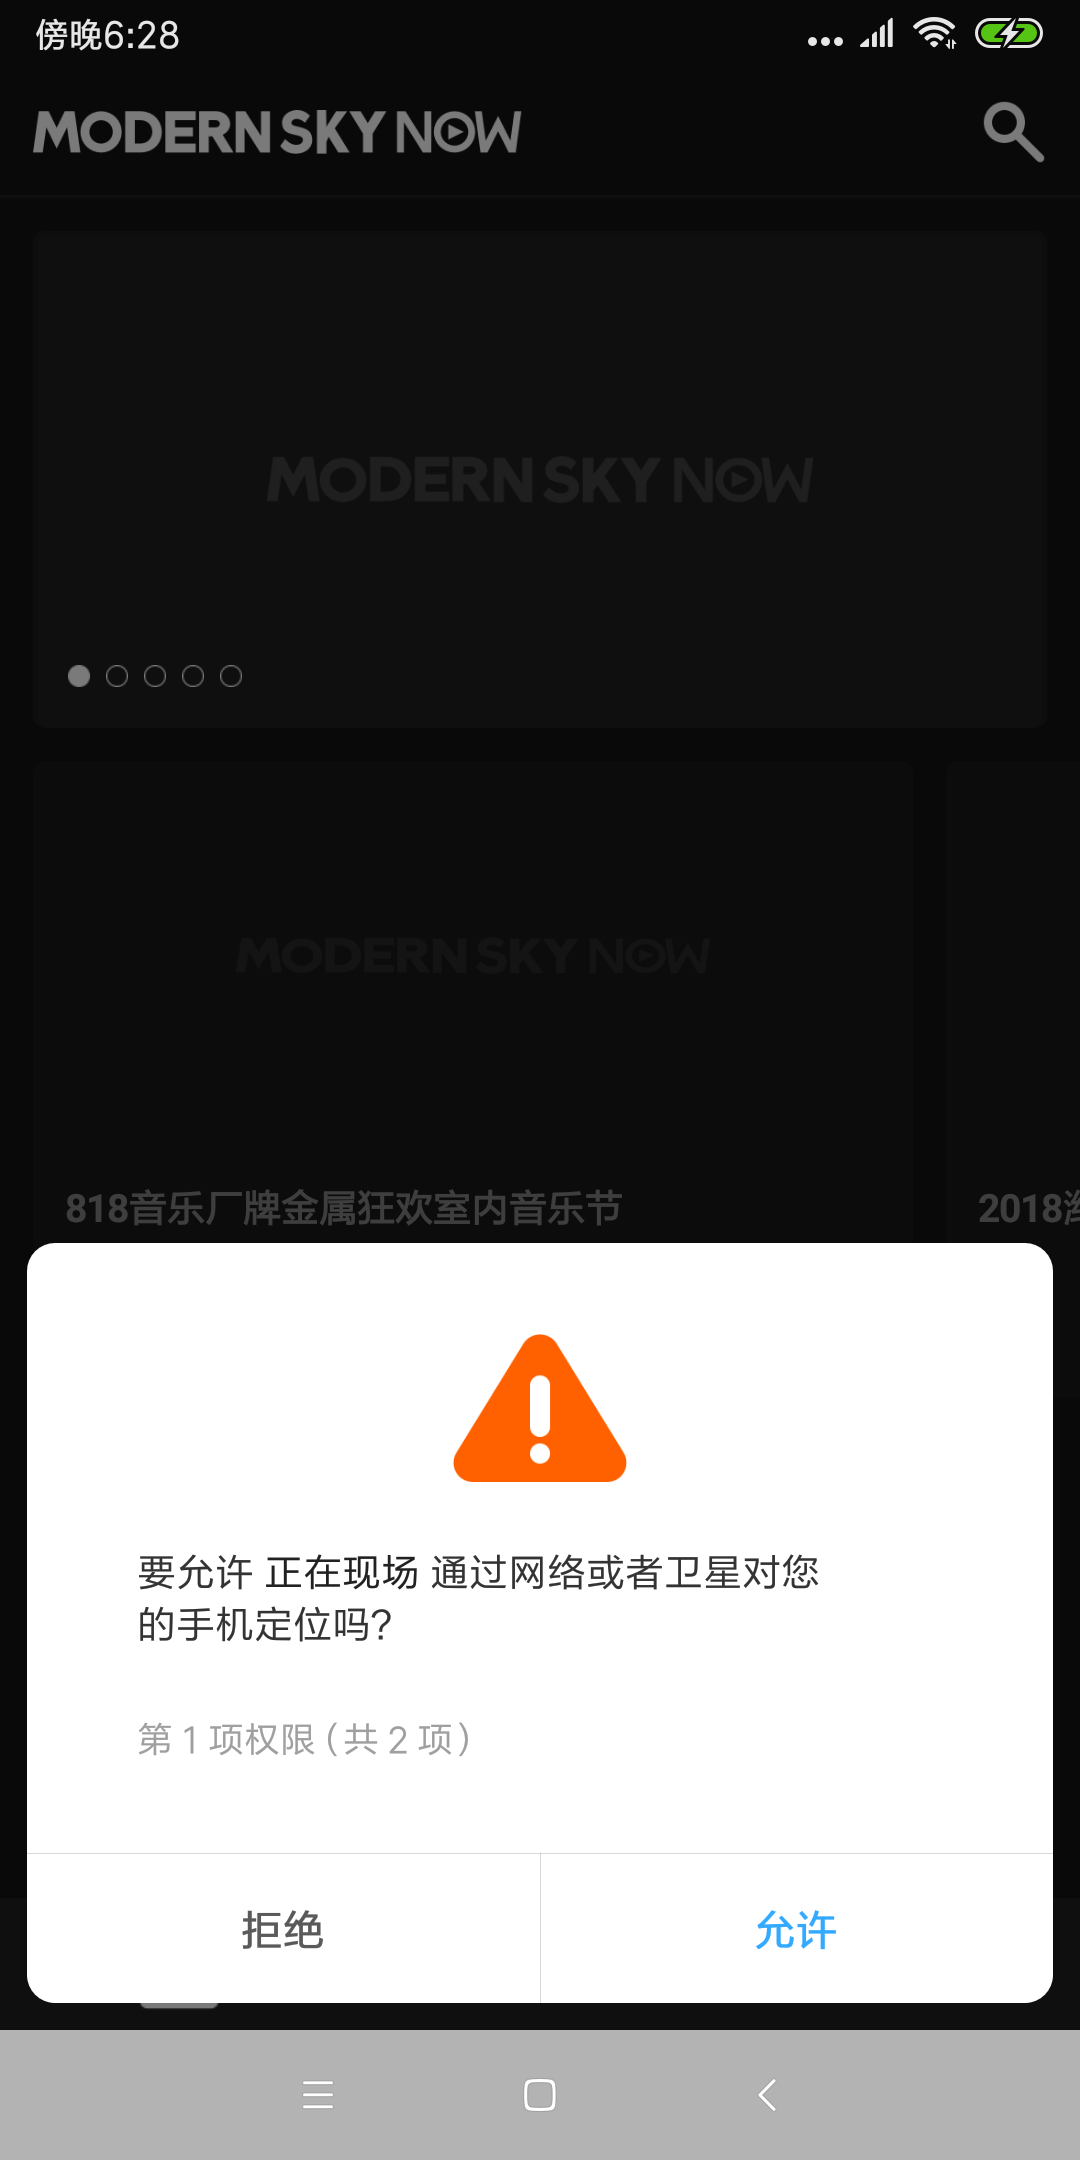 傍晚6:28
MODERN SKY NOW
MODERN SKY NOW
MODERN SKY NOW
818音乐厂牌金属狂欢室内音乐节
2018
要允许 正在现场 通过网络或者卫星对您
的手机定位吗?
第 1 项权限 (共 2 项)
拒绝
允许